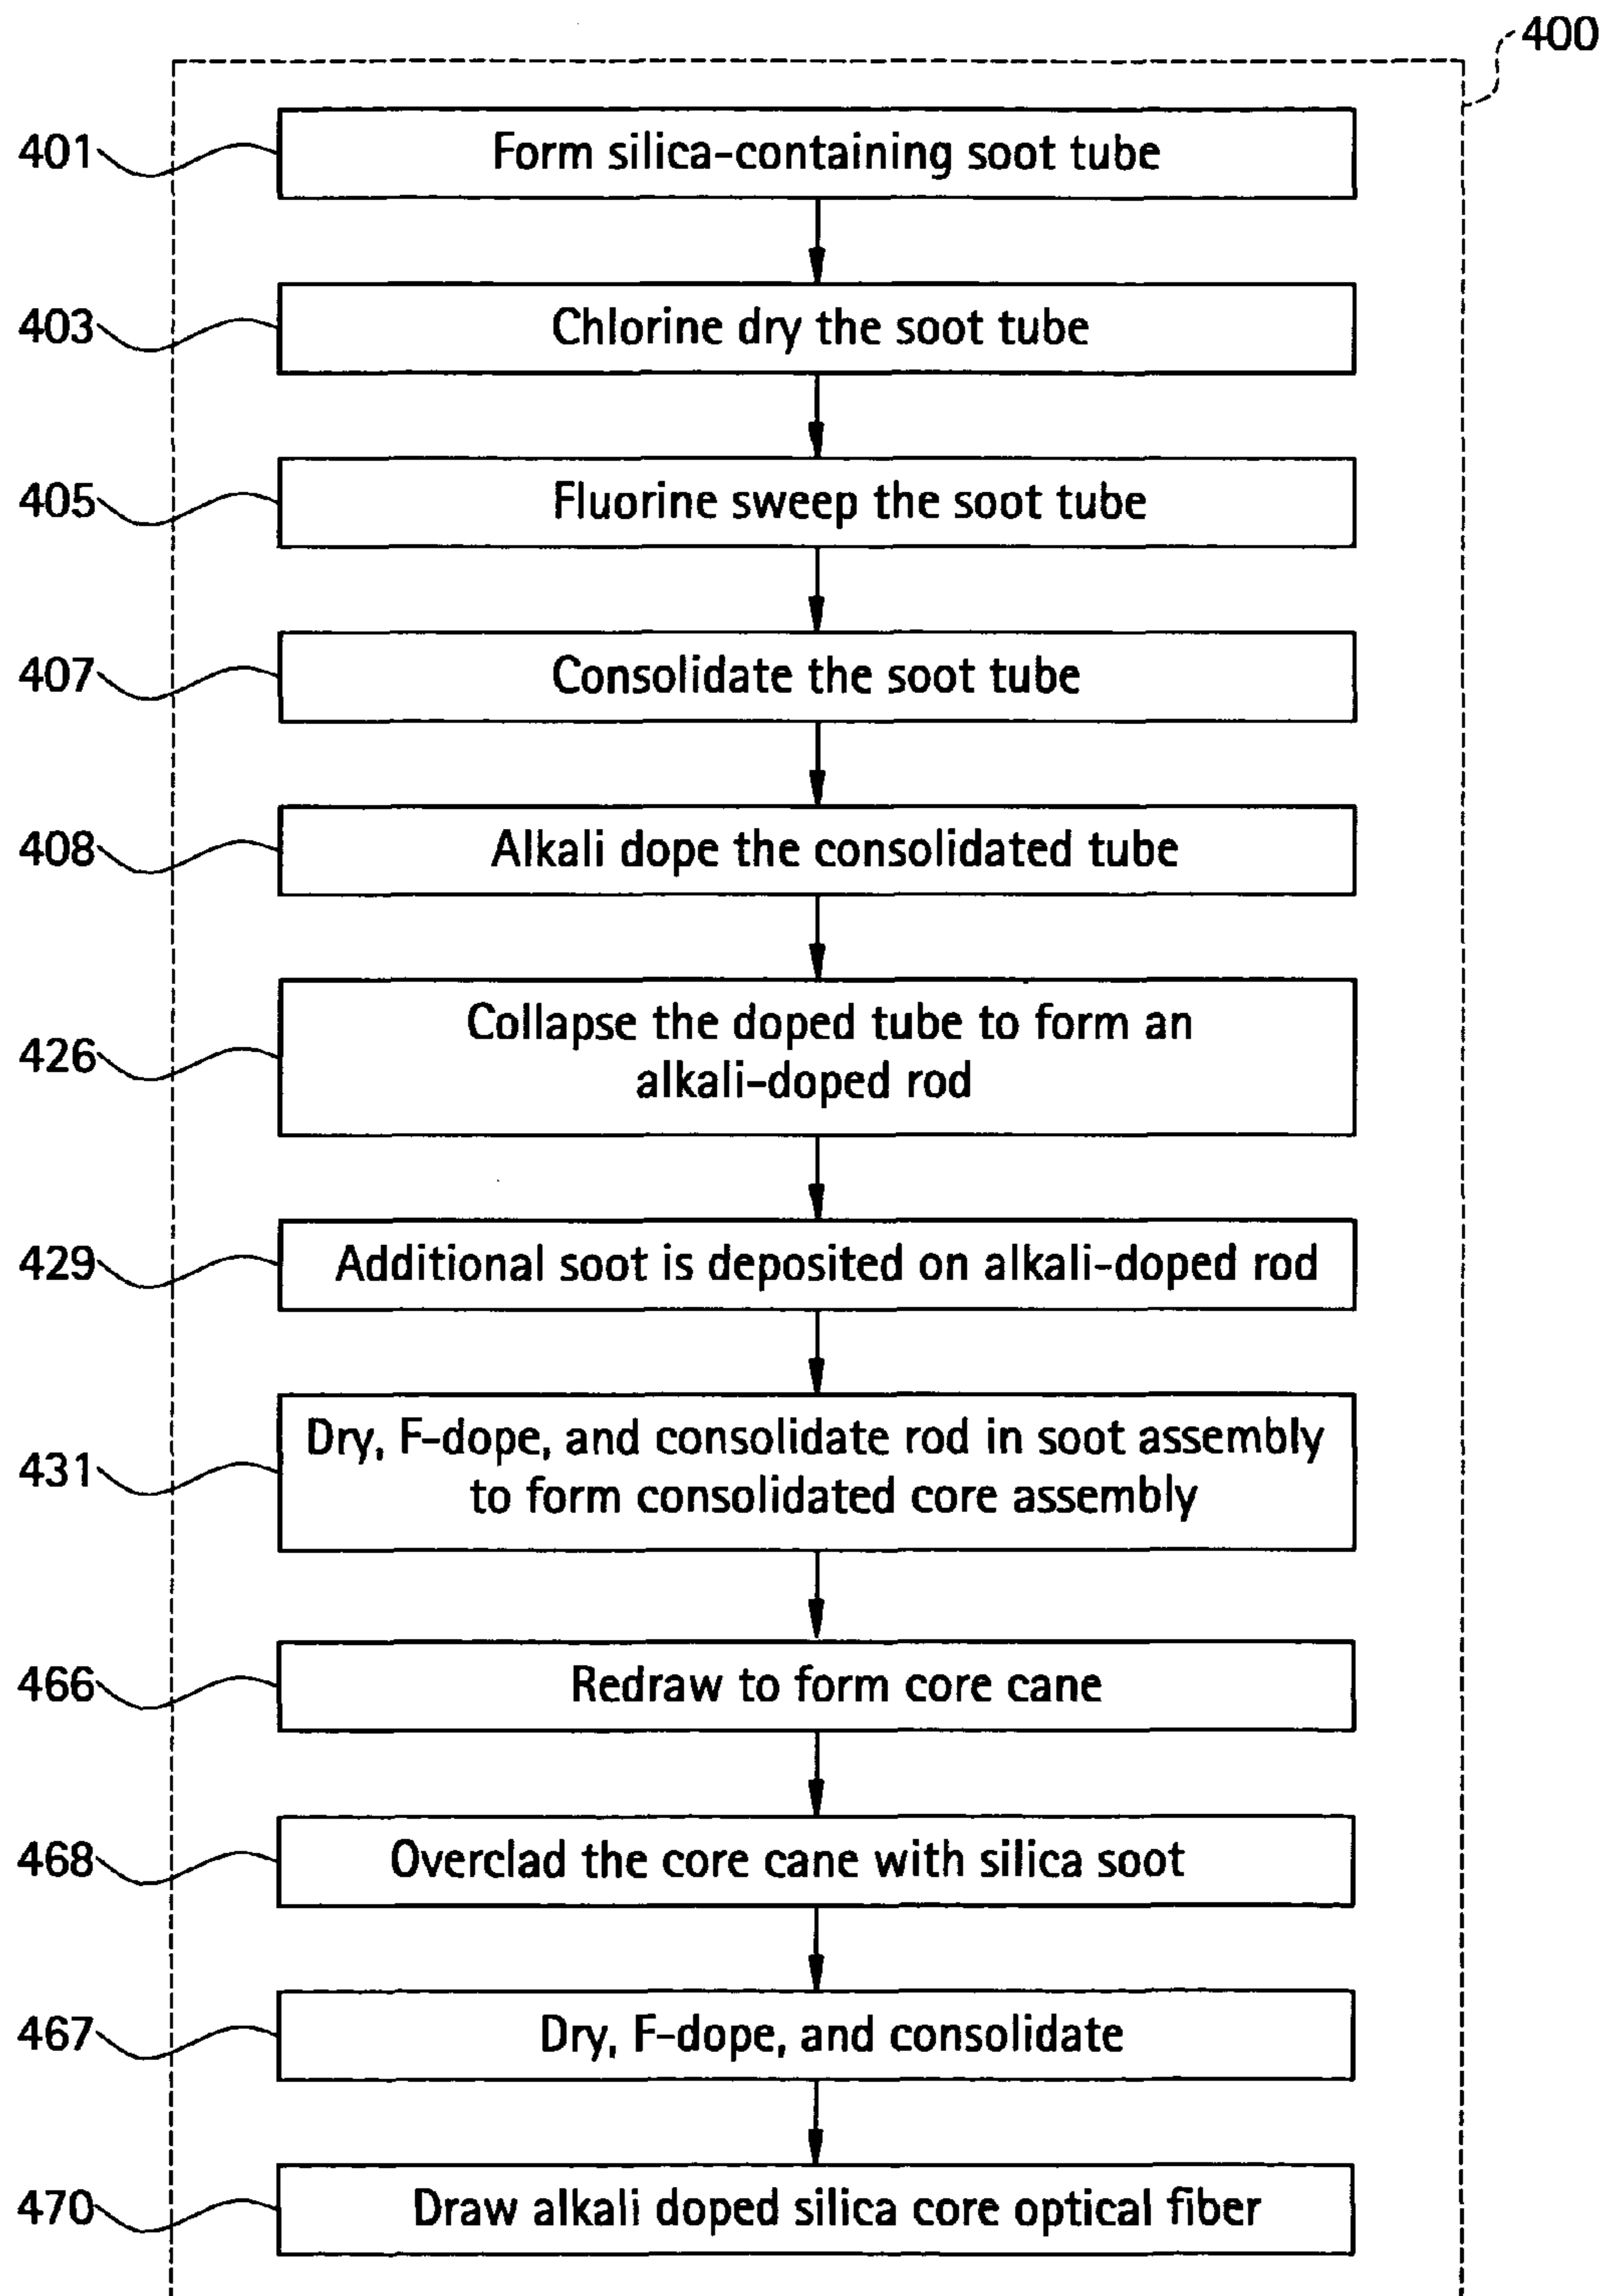 400
401
Form silica-containing soot tube
403
Chlorine dry the soot tube
405
Fluorine sweep the soot tube
407
Consolidate the soot tube
408
Alkali dope the consolidated tube
426
Collapse the doped tube to form an
alkali-doped rod
429
Additional soot is deposited on alkali-doped rod
431
Dry, F-dope, and consolidate rod in soot assembly
to form consolidated core assembly
466
Redraw to form core cane
468
Overclad the core cane with silica soot
467
Dry, F-dope, and consolidate
470
Draw alkali doped silica core optical fiber